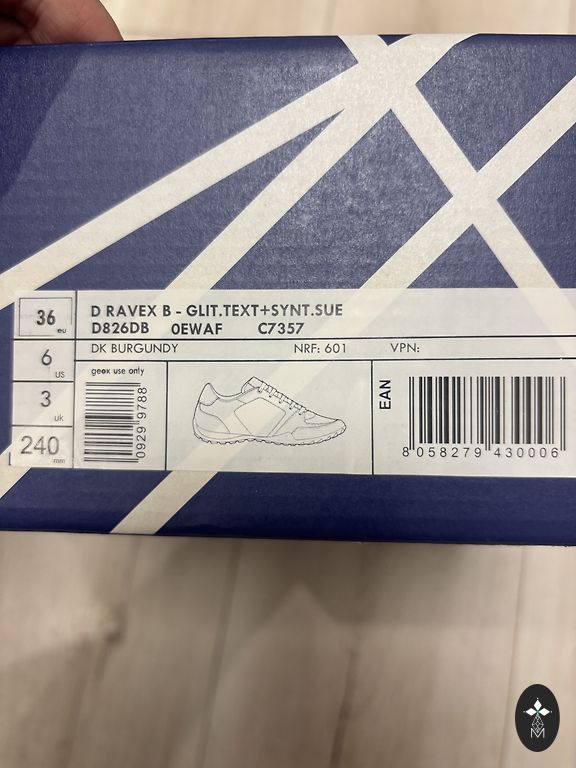 36 eu
D RAVEX B - GLIT.TEXT+SYNT.SUE
D826DB 0EWAF C7357
6 US
DK BURGUNDY NRF: 601 VPN:
3 uk
240 mm
geox use only
0929 9788
EAN
8 058279 430006
M